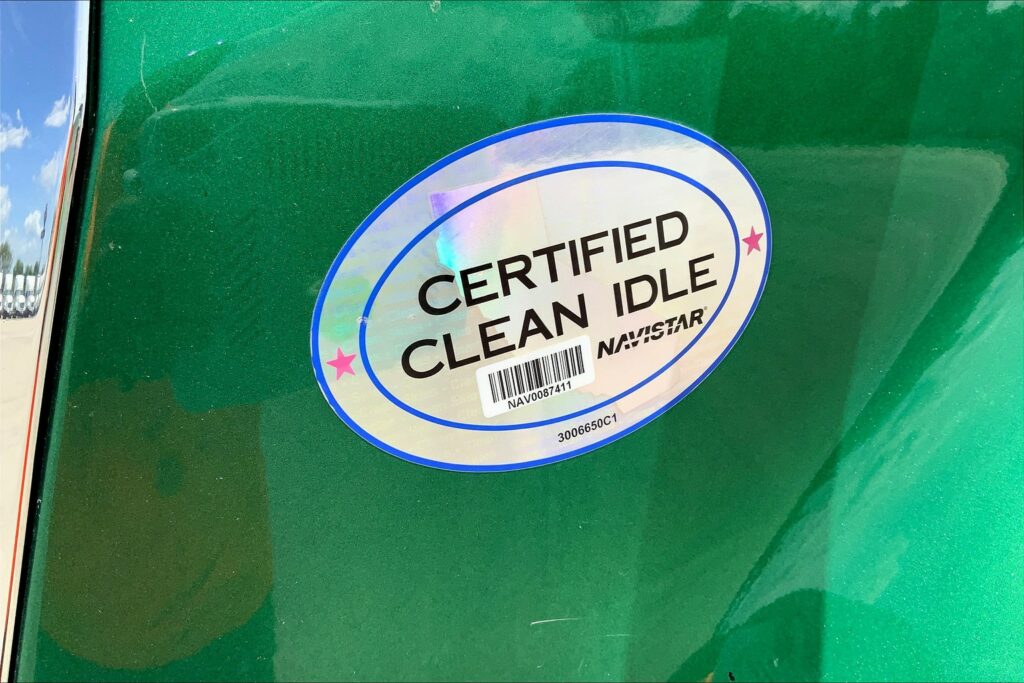 CERTIFIED
CLEAN IDLE
NAVISTAR
NAV0087411
3006650C1